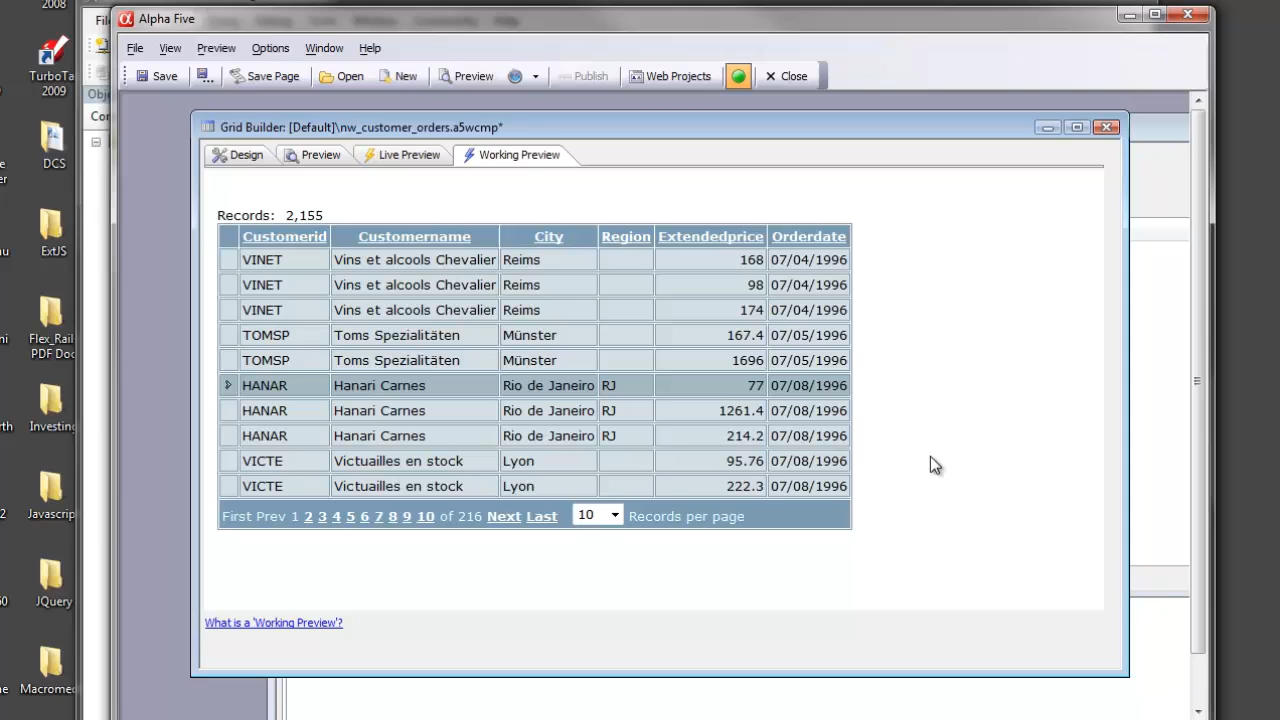 2008
Alpha Five
File View Preview Options Window Help
Save Save Page Open New Preview Publish Web Projects Close
TurboTa
2009
Grid Builder: [Default]\nw_customer_orders.a5wcmp*
Design Preview Live Preview Working Preview
DCS
Records: 2,155
Customerid Customername City Region Extendedprice Orderdate
VINET Vins et alcools Chevalier Reims 168 07/04/1996
VINET Vins et alcools Chevalier Reims 98 07/04/1996
VINET Vins et alcools Chevalier Reims 174 07/04/1996
TOMSP Toms Spezialitäten Münster 167.4 07/05/1996
TOMSP Toms Spezialitäten Münster 1696 07/05/1996
HANAR Hanari Carnes Rio de Janeiro RJ 77 07/08/1996
HANAR Hanari Carnes Rio de Janeiro RJ 1261.4 07/08/1996
HANAR Hanari Carnes Rio de Janeiro RJ 214.2 07/08/1996
VICTE Victuailles en stock Lyon 95.76 07/08/1996
VICTE Victuailles en stock Lyon 222.3 07/08/1996
First Prev 1 2 3 4 5 6 7 8 9 10 of 216 Next Last 10 Records per page
What is a 'Working Preview'?
ExtJS
Flex_Rail
PDF Doc
Investing
Javascrip
JQuery
Macromed